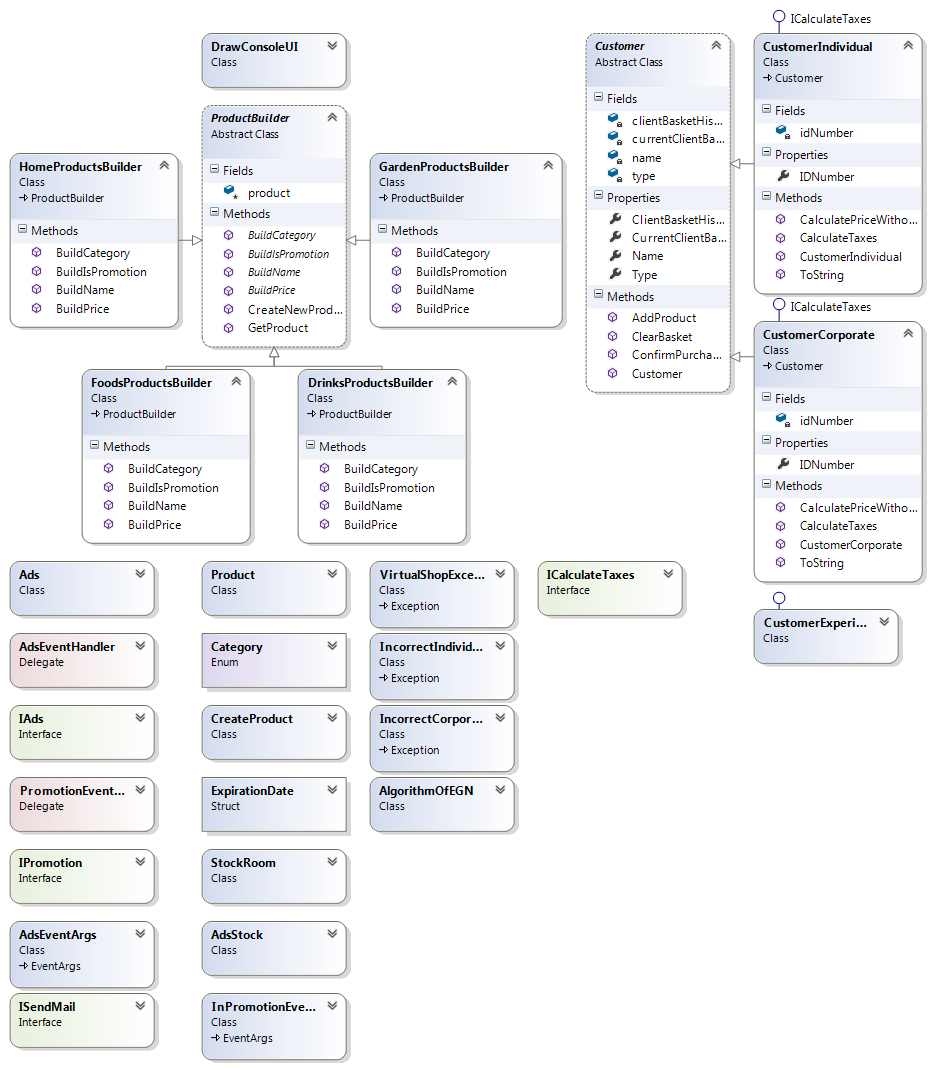 DrawConsoleUI
Class
ProductBuilder
Abstract Class
Fields
product
Methods
BuildCategory
BuildIsPromotion
BuildName
BuildPrice
CreateNewProd...
GetProduct
HomeProductsBuilder
Class
ProductBuilder
Methods
BuildCategory
BuildIsPromotion
BuildName
BuildPrice
GardenProductsBuilder
Class
ProductBuilder
Methods
BuildCategory
BuildIsPromotion
BuildName
BuildPrice
FoodsProductsBuilder
Class
ProductBuilder
Methods
BuildCategory
BuildIsPromotion
BuildName
BuildPrice
DrinksProductsBuilder
Class
ProductBuilder
Methods
BuildCategory
BuildIsPromotion
BuildName
BuildPrice
Customer
Abstract Class
Fields
clientBasketHis...
currentClientBa...
name
type
Properties
ClientBasketHis...
CurrentClientBa...
Name
Type
Methods
AddProduct
ClearBasket
ConfirmPurcha...
Customer
ICalculateTaxes
CustomerIndividual
Class
Customer
Fields
idNumber
Properties
IDNumber
Methods
CalculatePriceWitho...
CalculateTaxes
CustomerIndividual
ToString
ICalculateTaxes
CustomerCorporate
Class
Customer
Fields
idNumber
Properties
IDNumber
Methods
CalculatePriceWitho...
CalculateTaxes
CustomerCorporate
ToString
CustomerExperi...
Class
Ads
Class
AdsEventHandler
Delegate
IAds
Interface
PromotionEvent...
Delegate
IPromotion
Interface
AdsEventArgs
Class
EventArgs
ISendMail
Interface
Product
Class
Category
Enum
CreateProduct
Class
ExpirationDate
Struct
StockRoom
Class
AdsStock
Class
InPromotionEve...
Class
EventArgs
VirtualShopExce...
Class
Exception
IncorrectIndivid...
Class
Exception
IncorrectCorpor...
Class
Exception
AlgorithmOfEGN
Class
ICalculateTaxes
Interface